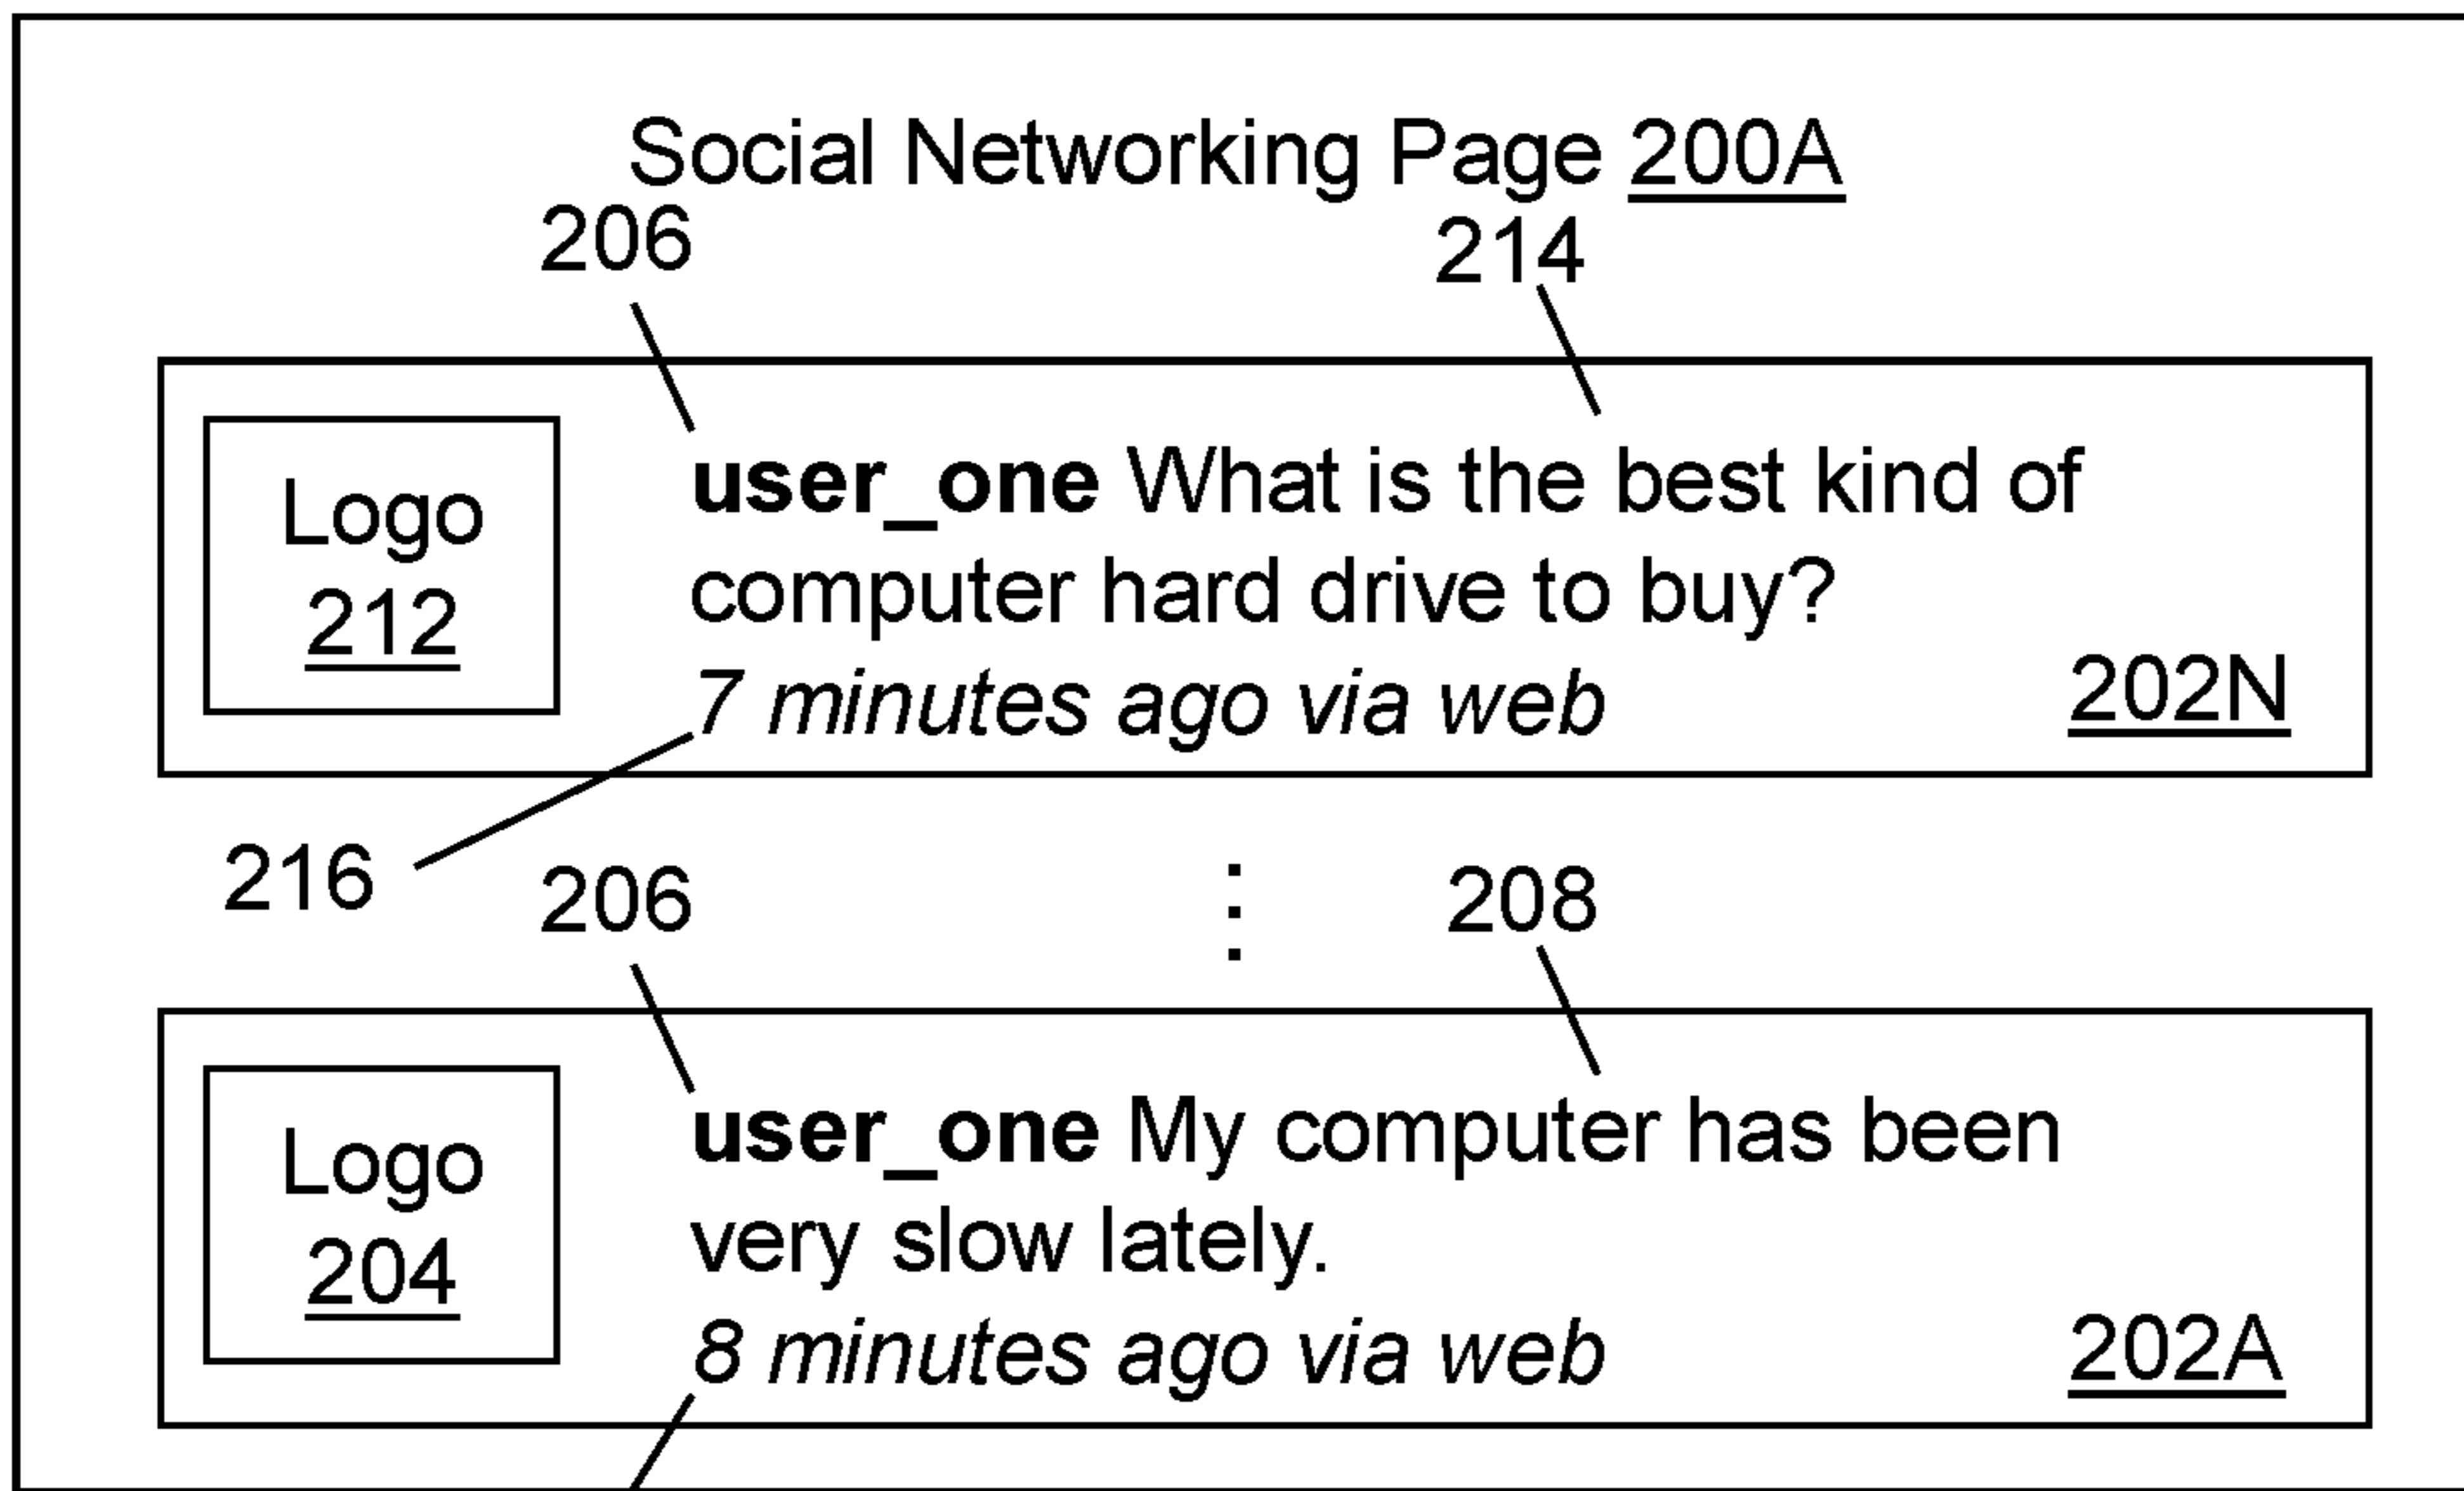 Social Networking Page 200A
206
214
Logo
212
user_one What is the best kind of
computer hard drive to buy?
7 minutes ago via web
202N
216
206
208
Logo
204
user_one My computer has been
very slow lately.
8 minutes ago via web
202A